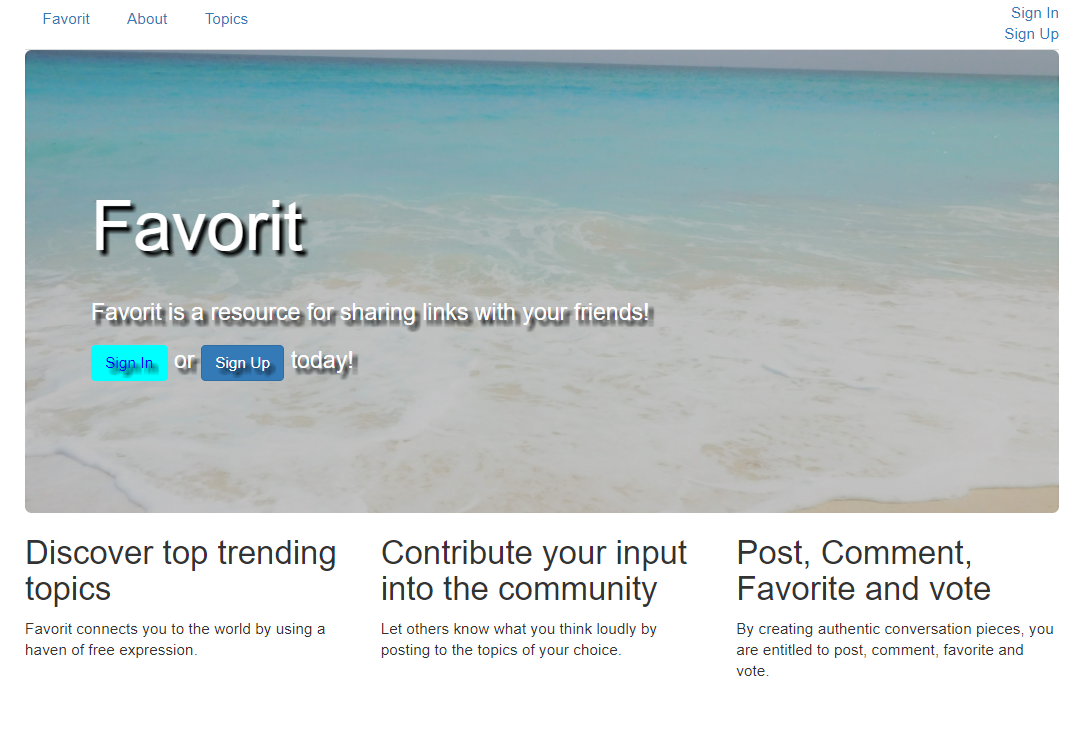 Favorit About Topics
Sign In
Sign Up
Favorit
Favorit is a resource for sharing links with your friends!
Sign In or Sign Up today!
Discover top trending
topics
Favorit connects you to the world by using a
haven of free expression.
Contribute your input
into the community
Let others know what you think loudly by
posting to the topics of your choice.
Post, Comment,
Favorite and vote
By creating authentic conversation pieces, you
are entitled to post, comment, favorite and
vote.